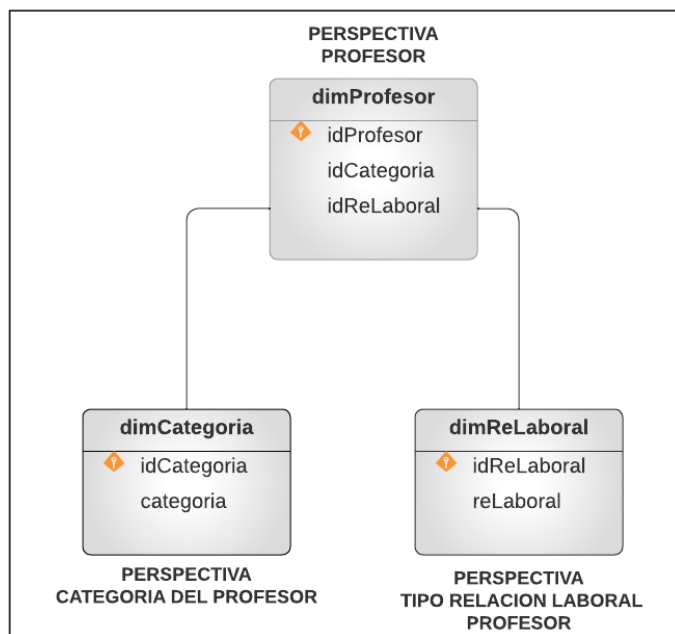 PERSPECTIVA
PROFESOR
dimProfesor
idProfesor
idCategoria
idReLaboral
dimCategoria
idCategoria
categoria
PERSPECTIVA
CATEGORIA DEL PROFESOR
dimReLaboral
idReLaboral
reLaboral
PERSPECTIVA
TIPO RELACION LABORAL
PROFESOR